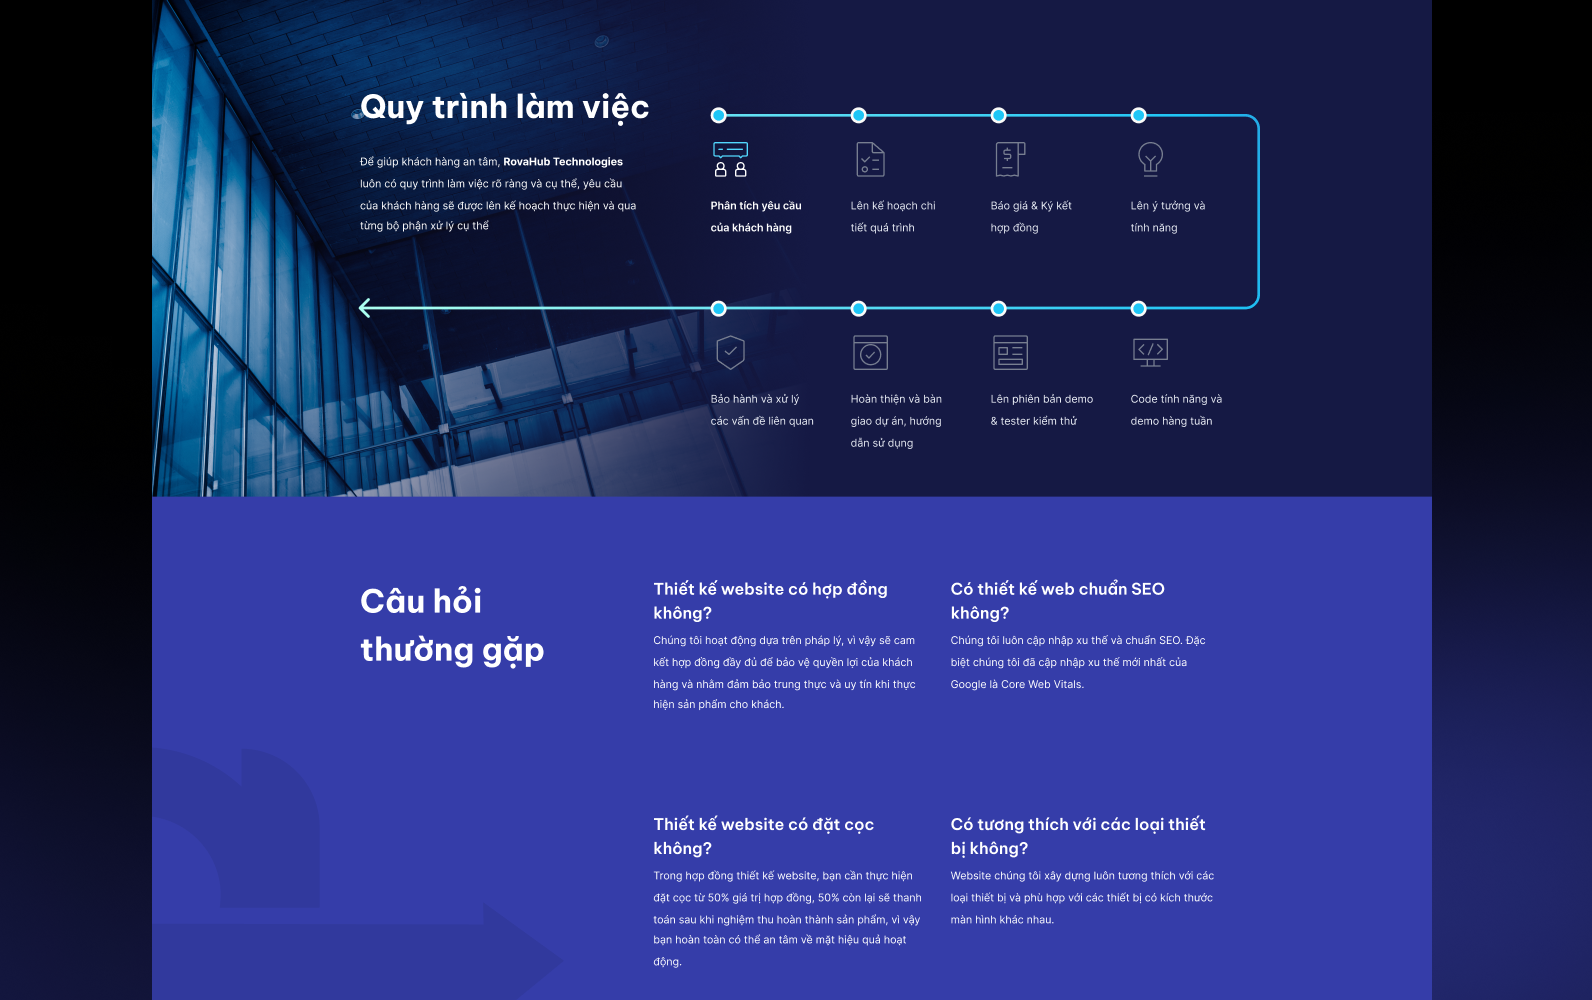 Quy trình làm việc
Để giúp khách hàng an tâm, RovaHub Technologies
luôn có quy trình làm việc rõ ràng và cụ thể, yêu cầu
của khách hàng sẽ được lên kế hoạch thực hiện và qua
từng bộ phận xử lý cụ thể
Phân tích yêu cầu
của khách hàng
Lên kế hoạch chi
tiết quá trình
Báo giá & Ký kết
hợp đồng
Lên ý tưởng và
tính năng
Bảo hành và xử lý
các vấn đề liên quan
Hoàn thiện và bàn
giao dự án, hướng
dẫn sử dụng
Lên phiên bản demo
& tester kiểm thử
Code tính năng và
demo hàng tuần
Câu hỏi
thường gặp
Thiết kế website có hợp đồng
không?
Chúng tôi hoạt động dựa trên pháp lý, vì vậy sẽ cam
kết hợp đồng đầy đủ để bảo vệ quyền lợi của khách
hàng và nhằm đảm bảo trung thực và uy tín khi thực
hiện sản phẩm cho khách.
Có thiết kế web chuẩn SEO
không?
Chúng tôi luôn cập nhập xu thế và chuẩn SEO. Đặc
biệt chúng tôi đã cập nhập xu thế mới nhất của
Google là Core Web Vitals.
Thiết kế website có đặt cọc
không?
Trong hợp đồng thiết kế website, bạn cần thực hiện
đặt cọc từ 50% giá trị hợp đồng, 50% còn lại sẽ thanh
toán sau khi nghiệm thu hoàn thành sản phẩm, vì vậy
bạn hoàn toàn có thể an tâm về mặt hiệu quả hoạt
động.
Có tương thích với các loại thiết
bị không?
Website chúng tôi xây dựng luôn tương thích với các
loại thiết bị và phù hợp với các thiết bị có kích thước
màn hình khác nhau.